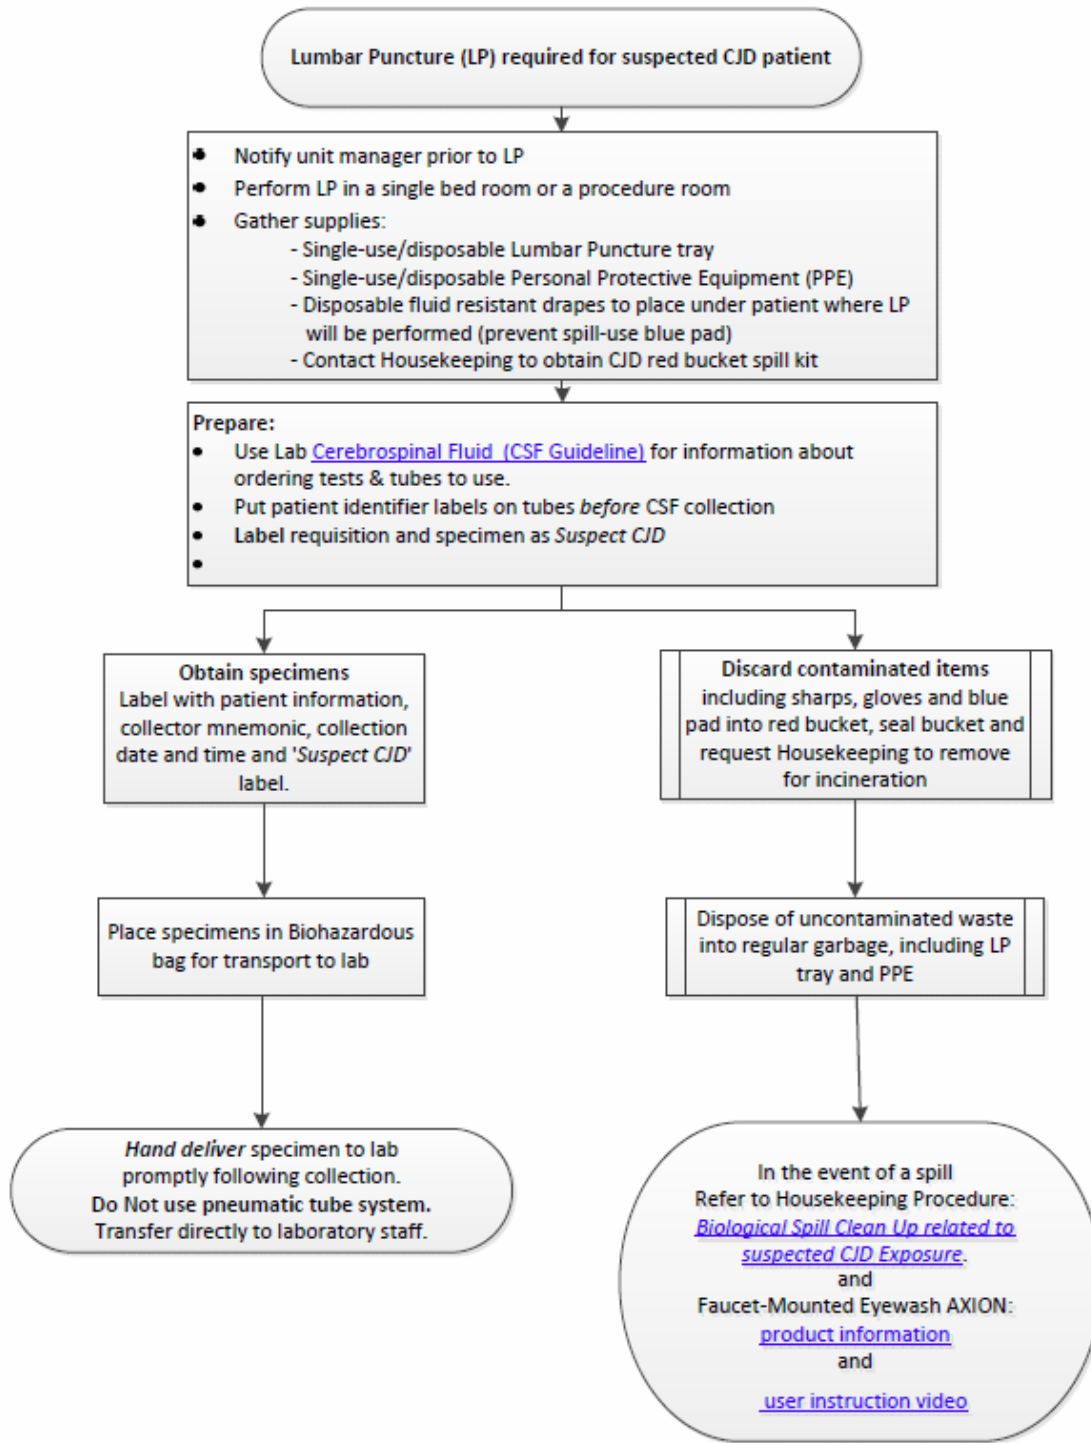 Lumbar Puncture (LP) required for suspected CJD patient
● Notify unit manager prior to LP
● Perform LP in a single bed room or a procedure room
● Gather supplies:
- Single-use/disposable Lumbar Puncture tray
- Single-use/disposable Personal Protective Equipment (PPE)
- Disposable fluid resistant drapes to place under patient where LP
will be performed (prevent spill-use blue pad)
- Contact Housekeeping to obtain CJD red bucket spill kit
Prepare:
● Use Lab Cerebrospinal Fluid (CSF Guideline) for information about
ordering tests & tubes to use.
● Put patient identifier labels on tubes before CSF collection
● Label requisition and specimen as Suspect CJD
●
Obtain specimens
Label with patient information,
collector mnemonic, collection
date and time and 'Suspect CJD'
label.
Place specimens in Biohazardous
bag for transport to lab
Hand deliver specimen to lab
promptly following collection.
Do Not use pneumatic tube system.
Transfer directly to laboratory staff.
Discard contaminated items
including sharps, gloves and blue
pad into red bucket, seal bucket and
request Housekeeping to remove
for incineration
Dispose of uncontaminated waste
into regular garbage, including LP
tray and PPE
In the event of a spill
Refer to Housekeeping Procedure:
Biological Spill Clean Up related to
suspected CJD Exposure.
and
Faucet-Mounted Eyewash AXION:
product information
and
user instruction video